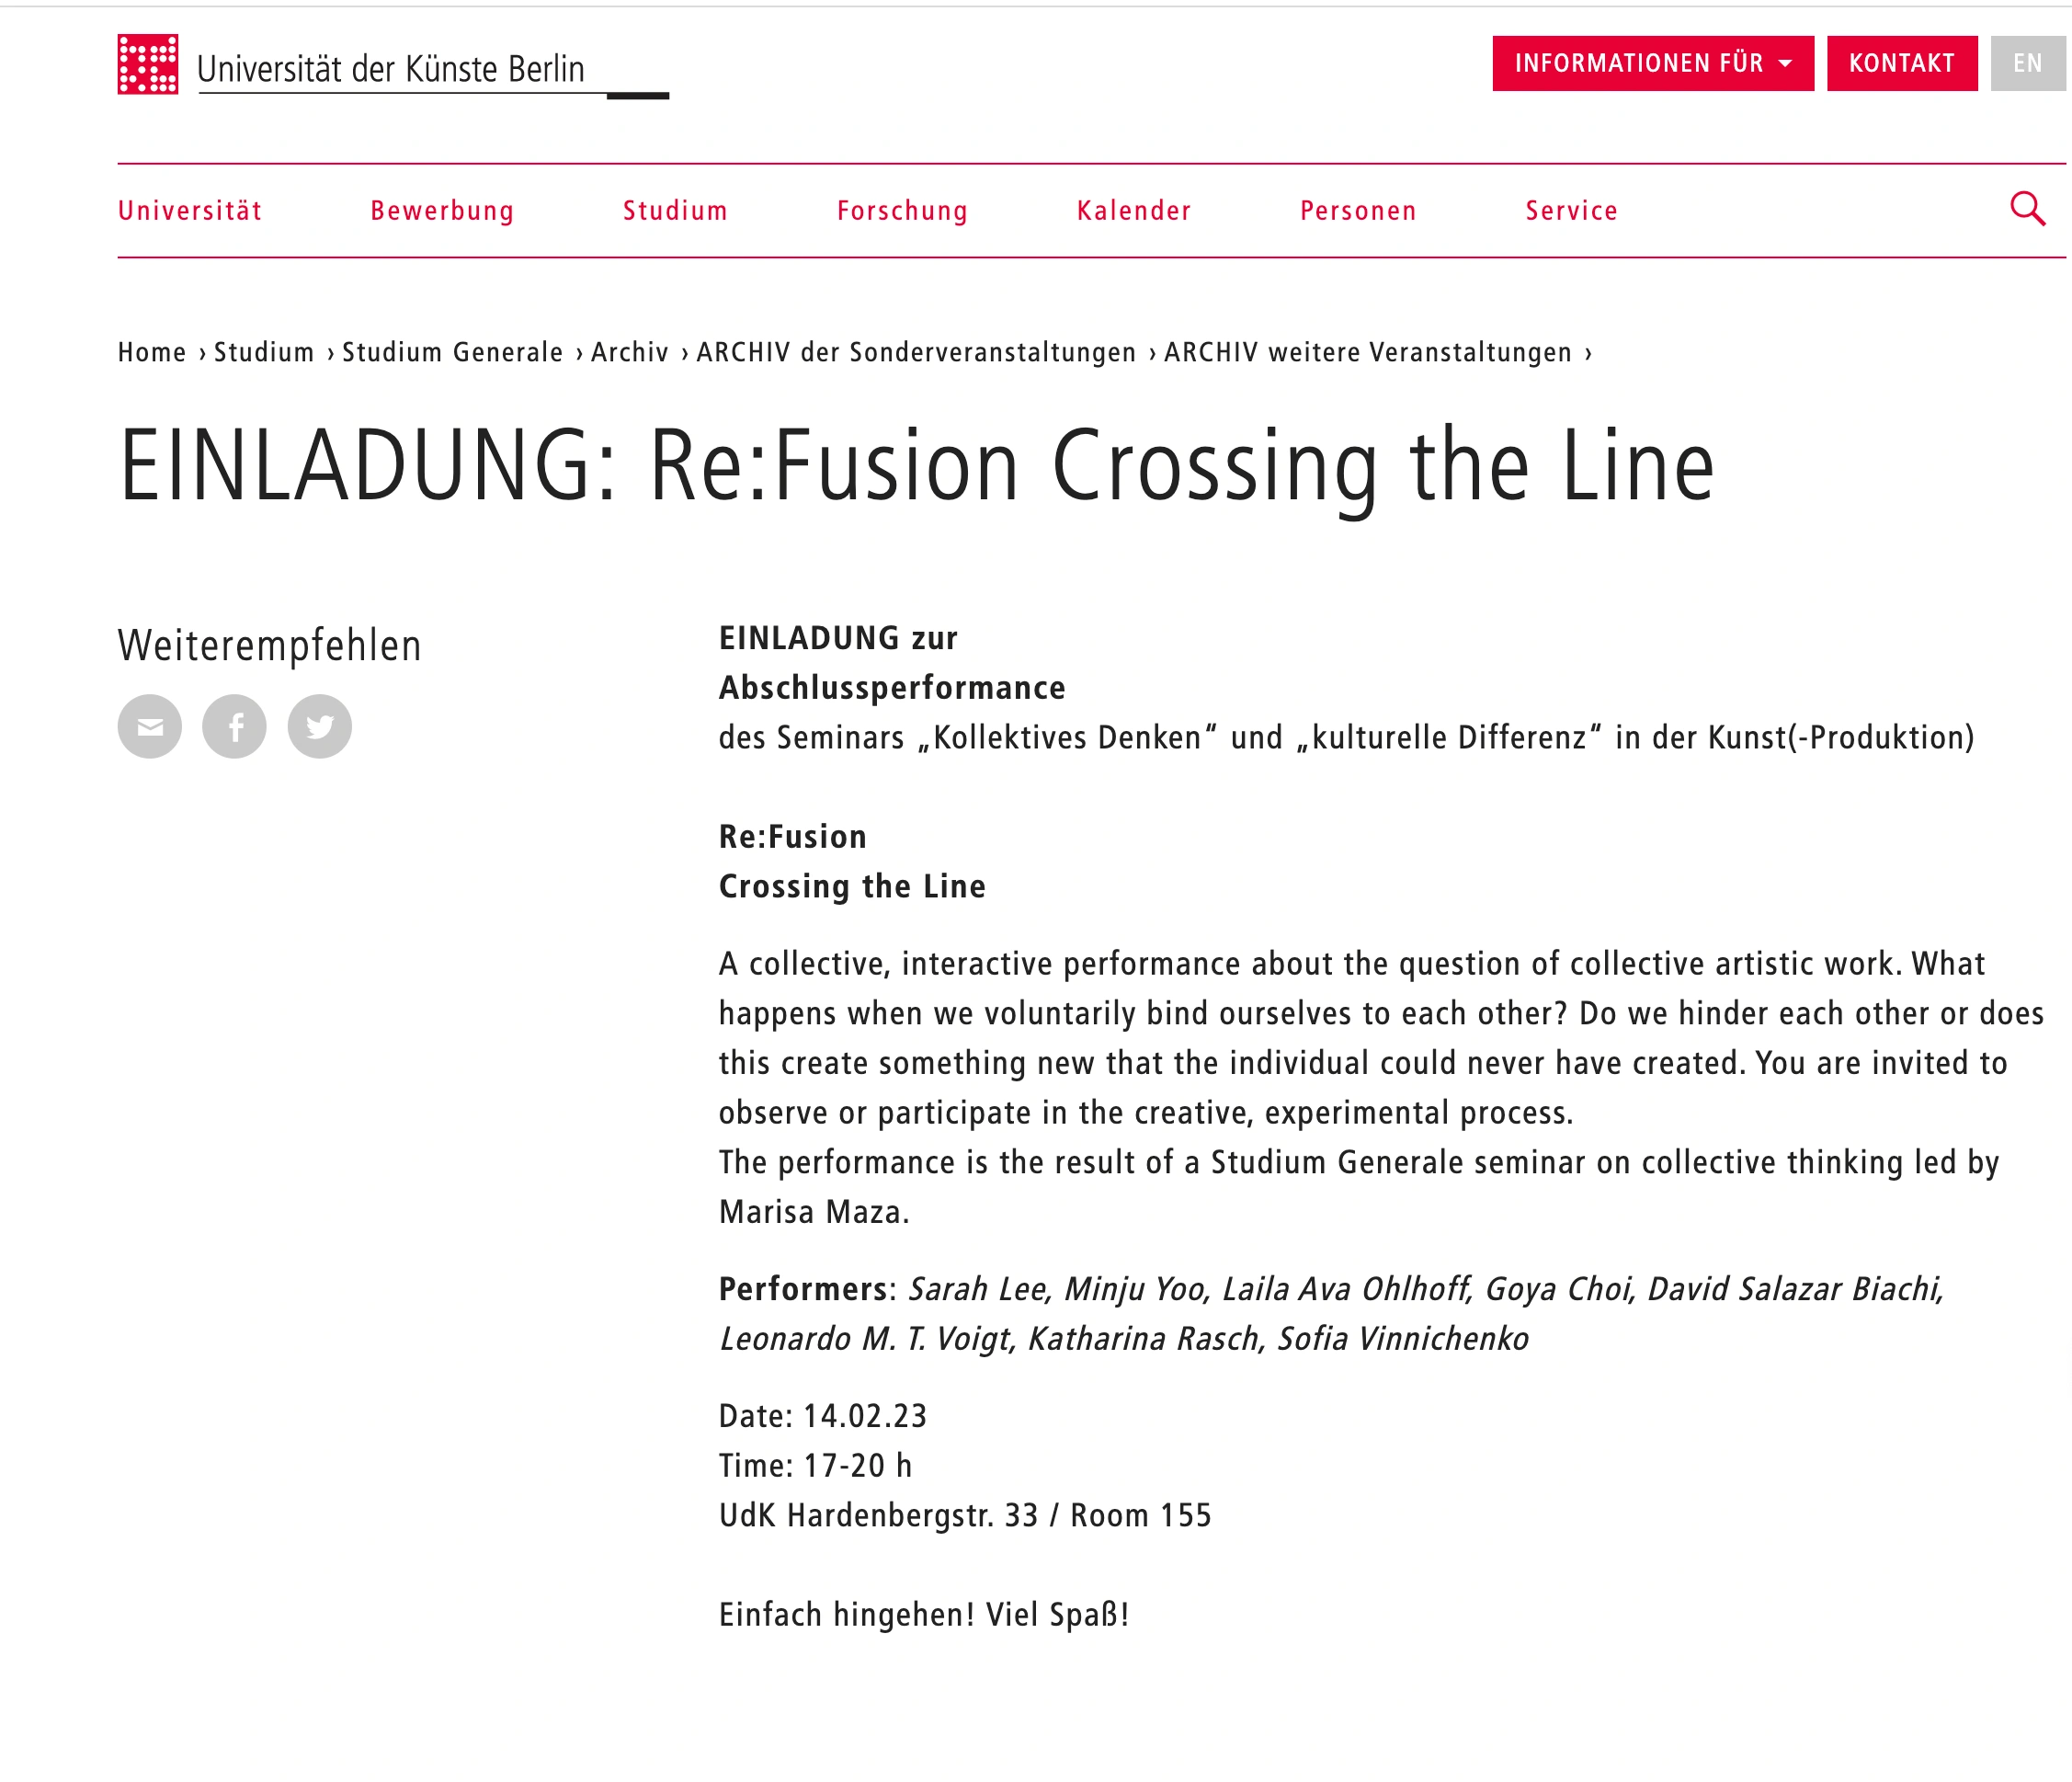 Universität der Künste Berlin
INFORMATIONEN FÜR
KONTAKT
EN
Universität
Bewerbung
Studium
Forschung
Kalender
Personen
Service
Home › Studium › Studium Generale › Archiv › ARCHIV der Sonderveranstaltungen › ARCHIV weitere Veranstaltungen ›
EINLADUNG: Re:Fusion Crossing the Line
Weiterempfehlen
EINLADUNG zur
Abschlussperformance
des Seminars „Kollektives Denken“ und „kulturelle Differenz“ in der Kunst(-Produktion)
Re:Fusion
Crossing the Line
A collective, interactive performance about the question of collective artistic work. What
happens when we voluntarily bind ourselves to each other? Do we hinder each other or does
this create something new that the individual could never have created. You are invited to
observe or participate in the creative, experimental process.
The performance is the result of a Studium Generale seminar on collective thinking led by
Marisa Maza.
Performers: Sarah Lee, Minju Yoo, Laila Ava Ohlhoff, Goya Choi, David Salazar Biachi,
Leonardo M. T. Voigt, Katharina Rasch, Sofia Vinnichenko
Date: 14.02.23
Time: 17-20 h
UdK Hardenbergstr. 33 / Room 155
Einfach hingehen! Viel Spaß!